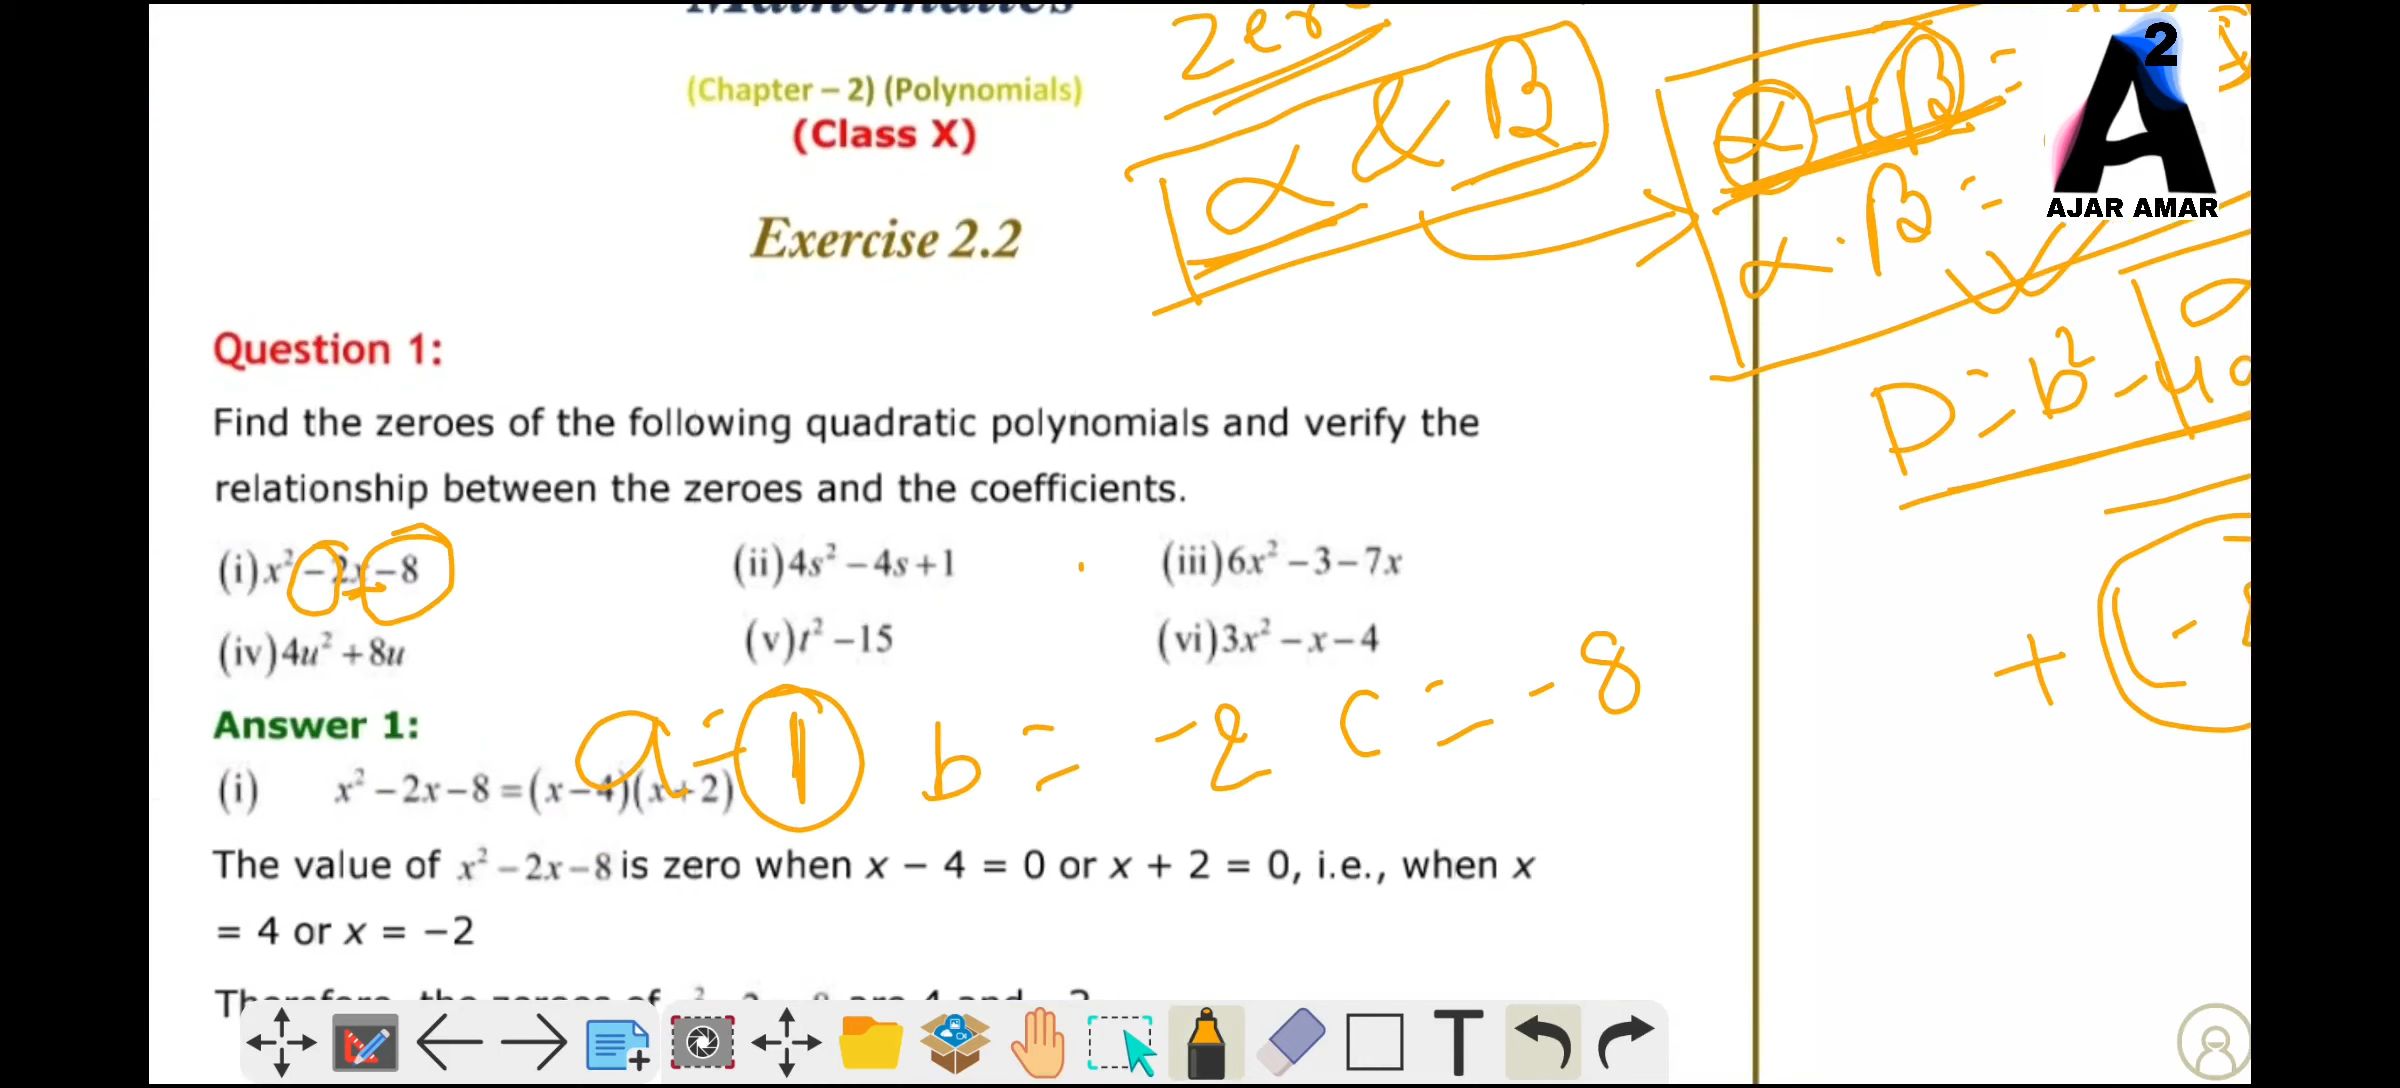 Mathematics
(Chapter – 2) (Polynomials)
(Class X)
Exercise 2.2
Zer
α & β
α + β =
α . β =
2
AJAR AMAR
D = b² - 4a
Question 1:
Find the zeroes of the following quadratic polynomials and verify the
relationship between the zeroes and the coefficients.
(i) x² – 2x – 8 (ii) 4s² – 4s + 1 (iii) 6x² – 3 – 7x
(iv) 4u² + 8u (v) t² – 15 (vi) 3x² – x – 4
+ ( -
Answer 1:
a = 1 b = -2 c = -8
(i) x² – 2x – 8 = (x – 4)(x + 2)
The value of x² – 2x – 8 is zero when x – 4 = 0 or x + 2 = 0, i.e., when x
= 4 or x = –2
T